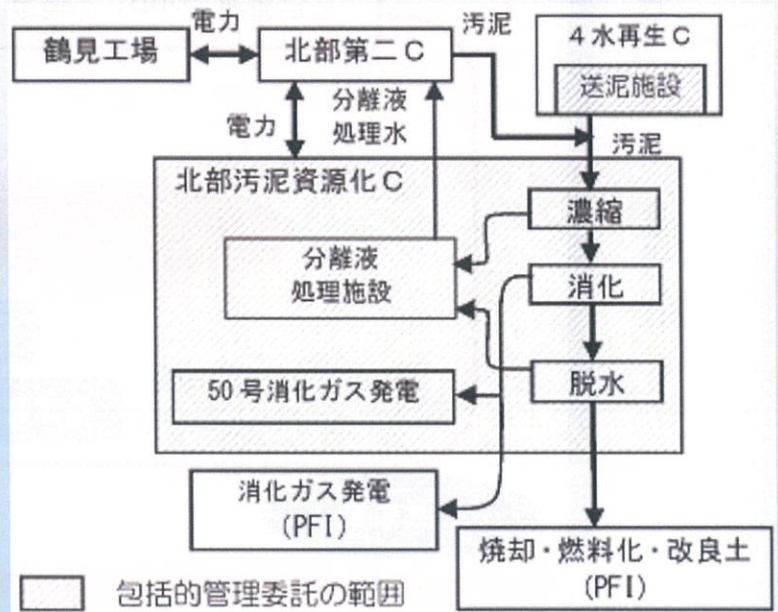 電力
汚泥
鶴見工場
北部第二C
4水再生C
送泥施設
電力
分離液
処理水
汚泥
北部汚泥資源化C
濃縮
分離液
処理施設
消化
50号消化ガス発電
脱水
消化ガス発電
(PFI)
焼却・燃料化・改良土
(PFI)
包括的管理委託の範囲